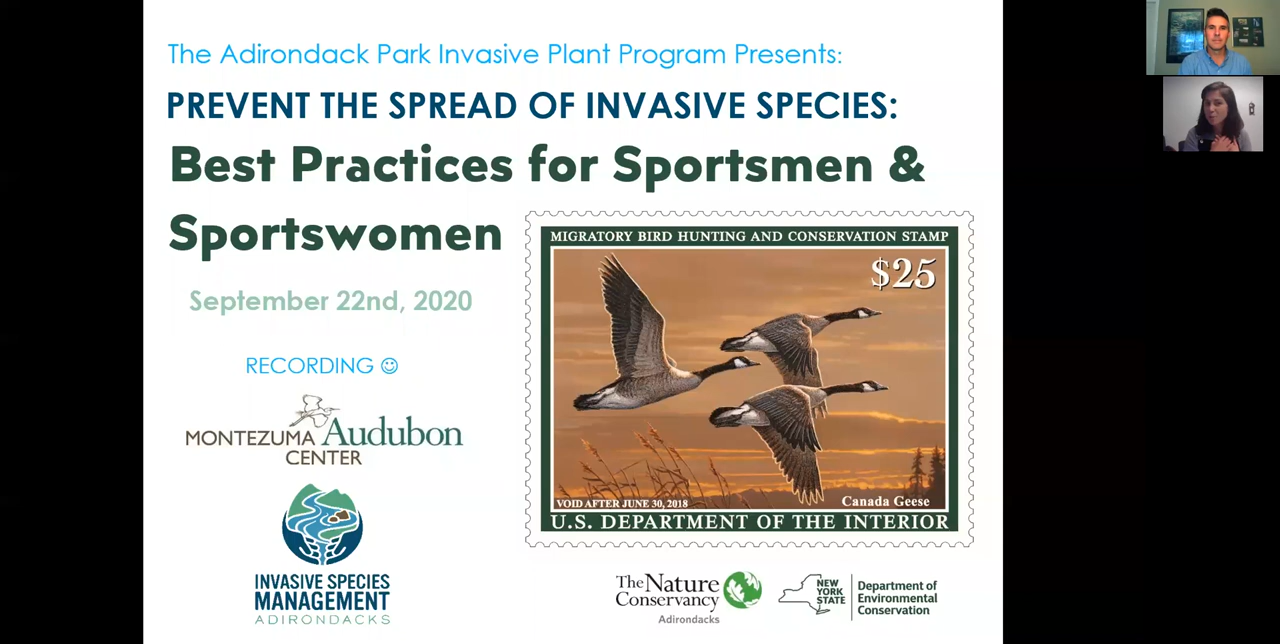 The Adirondack Park Invasive Plant Program Presents:
PREVENT THE SPREAD OF INVASIVE SPECIES:
Best Practices for Sportsmen &
Sportswomen
September 22nd, 2020
RECORDING ☺
MONTEZUMA Audubon
CENTER
INVASIVE SPECIES
MANAGEMENT
ADIRONDACKS
MIGRATORY BIRD HUNTING AND CONSERVATION STAMP
$25
VOID AFTER JUNE 30, 2018
Canada Geese
U.S. DEPARTMENT OF THE INTERIOR
The Nature
Conservancy
Adirondacks
NEW
YORK
STATE
Department of
Environmental
Conservation